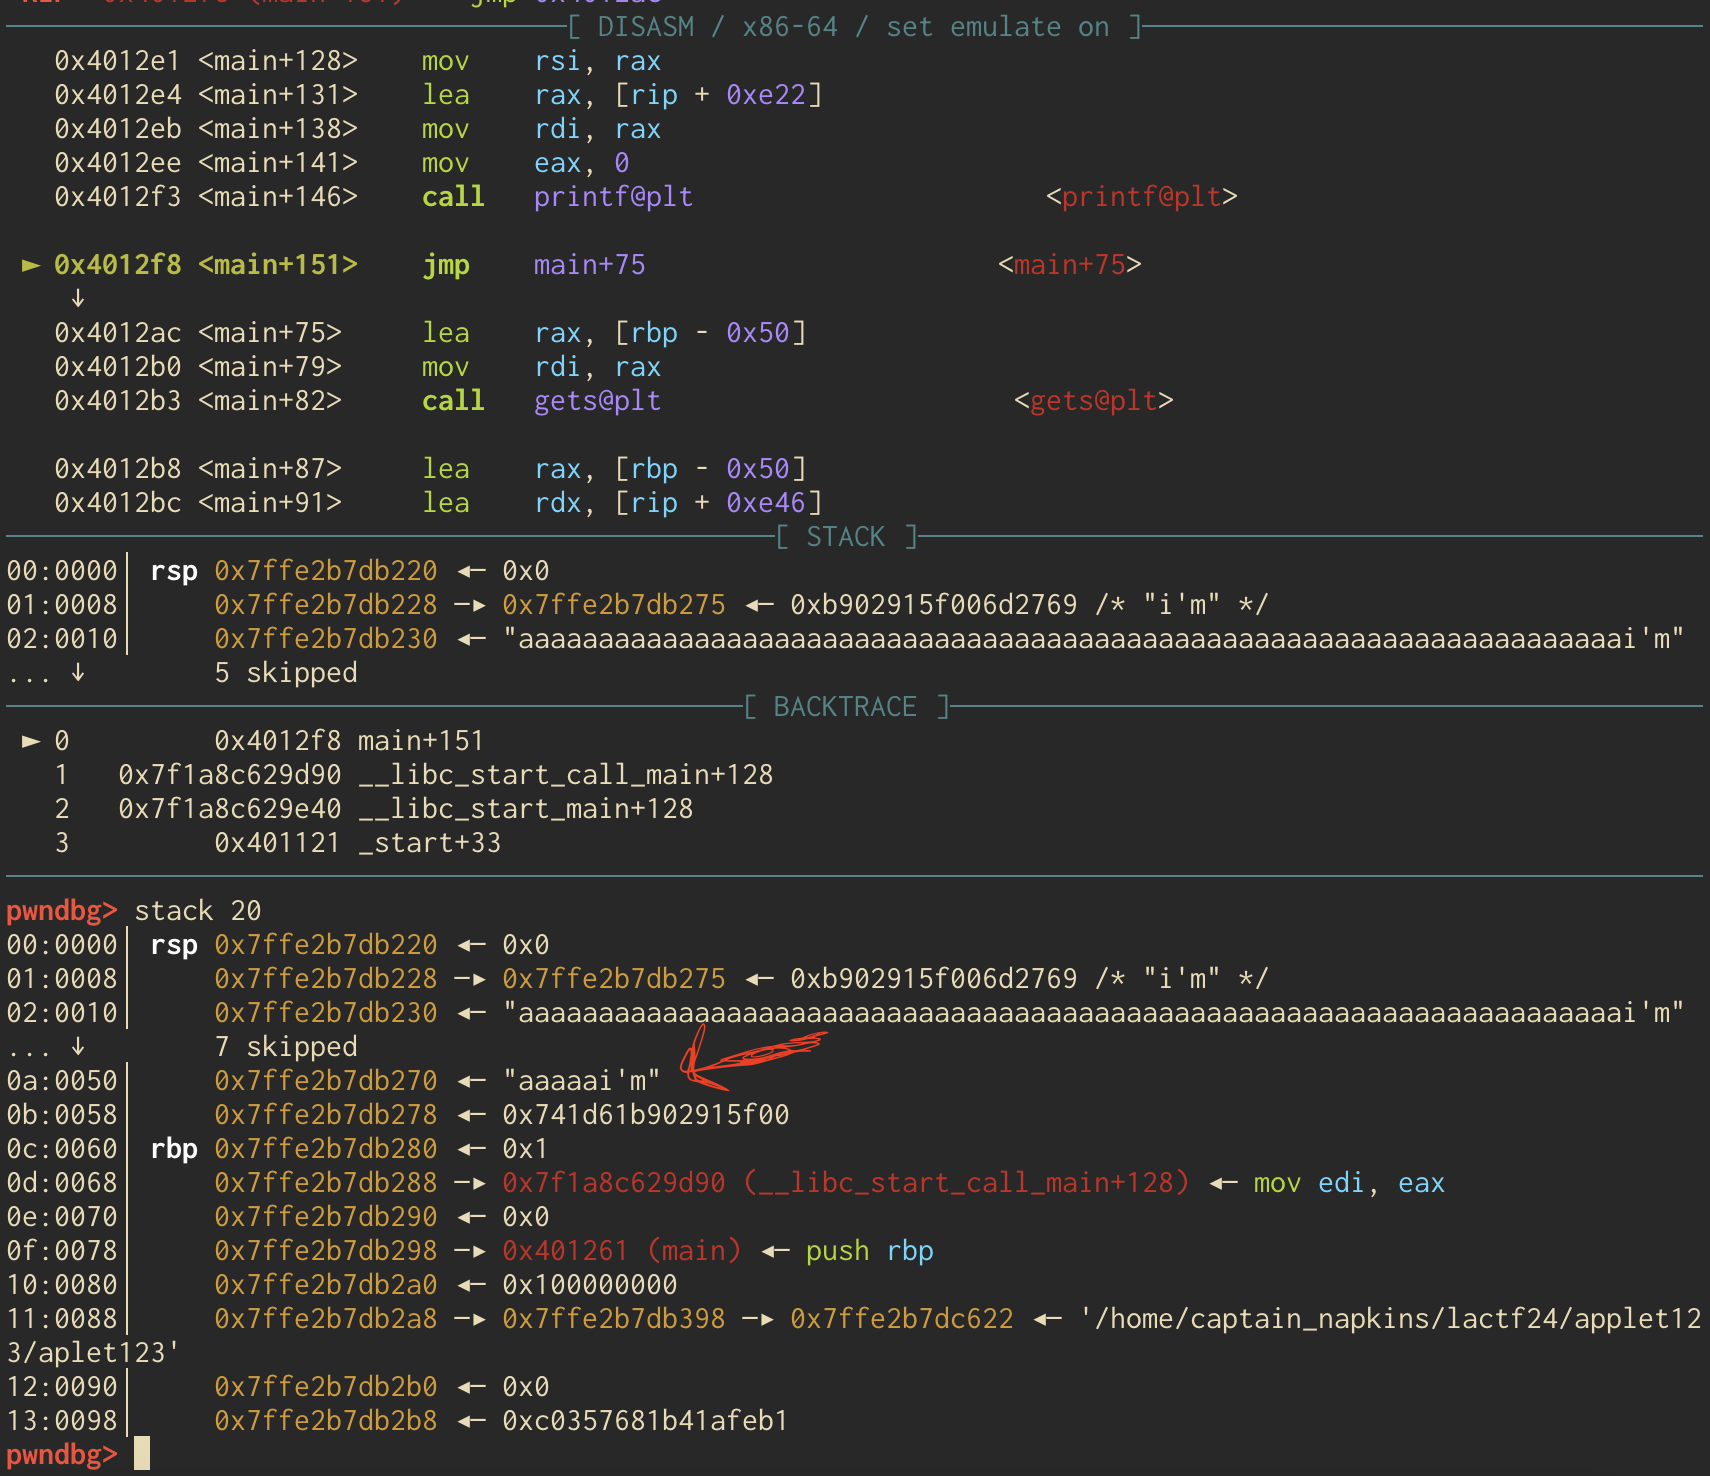 [ DISASM / x86-64 / set emulate on ]
0x4012e1 <main+128> mov rsi, rax
0x4012e4 <main+131> lea rax, [rip + 0xe22]
0x4012eb <main+138> mov rdi, rax
0x4012ee <main+141> mov eax, 0
0x4012f3 <main+146> call printf@plt <printf@plt>
► 0x4012f8 <main+151> jmp main+75 <main+75>
↓
0x4012ac <main+75> lea rax, [rbp - 0x50]
0x4012b0 <main+79> mov rdi, rax
0x4012b3 <main+82> call gets@plt <gets@plt>
0x4012b8 <main+87> lea rax, [rbp - 0x50]
0x4012bc <main+91> lea rdx, [rip + 0xe46]
[ STACK ]
00:0000│ rsp 0x7ffe2b7db220 ◂— 0x0
01:0008│ 0x7ffe2b7db228 —▸ 0x7ffe2b7db275 ◂— 0xb902915f006d2769 /* "i'm" */
02:0010│ 0x7ffe2b7db230 ◂— "aaaaaaaaaaaaaaaaaaaaaaaaaaaaaaaaaaaaaaaaaaaaaaaaaaaaaaaaaaaaaaaaaaaaai'm"
... ↓ 5 skipped
[ BACKTRACE ]
► 0 0x4012f8 main+151
1 0x7f1a8c629d90 __libc_start_call_main+128
2 0x7f1a8c629e40 __libc_start_main+128
3 0x401121 _start+33
pwndbg> stack 20
00:0000│ rsp 0x7ffe2b7db220 ◂— 0x0
01:0008│ 0x7ffe2b7db228 —▸ 0x7ffe2b7db275 ◂— 0xb902915f006d2769 /* "i'm" */
02:0010│ 0x7ffe2b7db230 ◂— "aaaaaaaaaaaaaaaaaaaaaaaaaaaaaaaaaaaaaaaaaaaaaaaaaaaaaaaaaaaaaaaaaaaaai'm"
... ↓ 7 skipped
0a:0050│ 0x7ffe2b7db270 ◂— "aaaaai'm"
0b:0058│ 0x7ffe2b7db278 ◂— 0x741d61b902915f00
0c:0060│ rbp 0x7ffe2b7db280 ◂— 0x1
0d:0068│ 0x7ffe2b7db288 —▸ 0x7f1a8c629d90 (__libc_start_call_main+128) ◂— mov edi, eax
0e:0070│ 0x7ffe2b7db290 ◂— 0x0
0f:0078│ 0x7ffe2b7db298 —▸ 0x401261 (main) ◂— push rbp
10:0080│ 0x7ffe2b7db2a0 ◂— 0x100000000
11:0088│ 0x7ffe2b7db2a8 —▸ 0x7ffe2b7db398 —▸ 0x7ffe2b7dc622 ◂— '/home/captain_napkins/lactf24/applet12
3/aplet123'
12:0090│ 0x7ffe2b7db2b0 ◂— 0x0
13:0098│ 0x7ffe2b7db2b8 ◂— 0xc0357681b41afeb1
pwndbg>